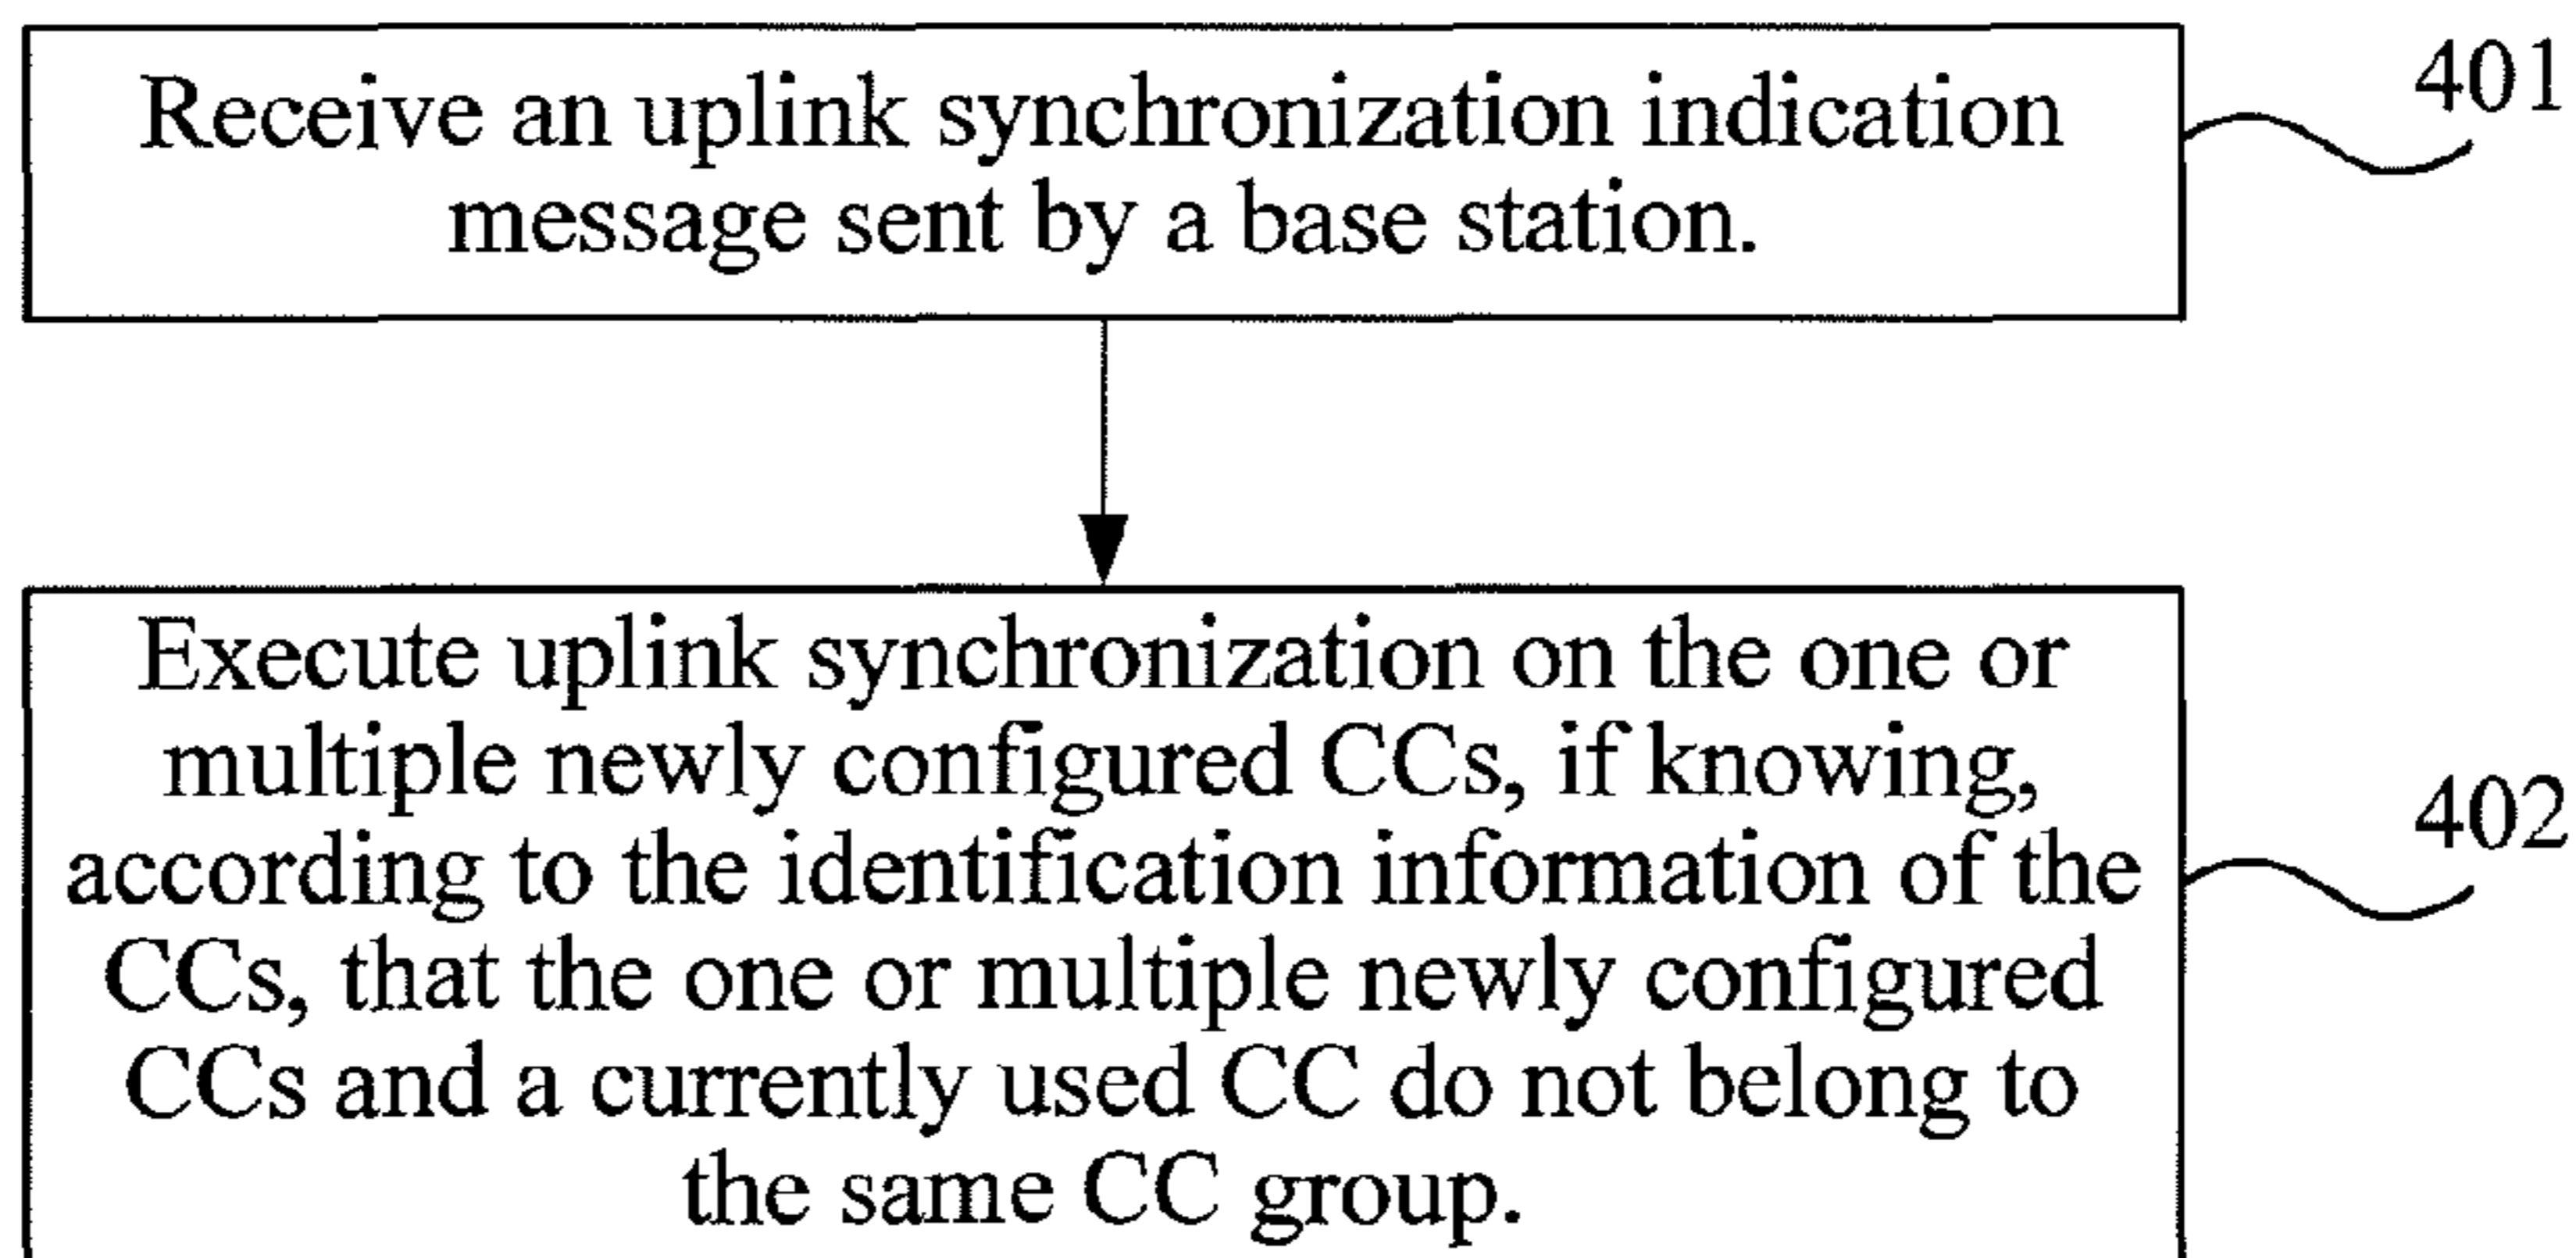 Receive an uplink synchronization indication
message sent by a base station.
401
Execute uplink synchronization on the one or
multiple newly configured CCs, if knowing,
according to the identification information of the
CCs, that the one or multiple newly configured
CCs and a currently used CC do not belong to
the same CC group.
402